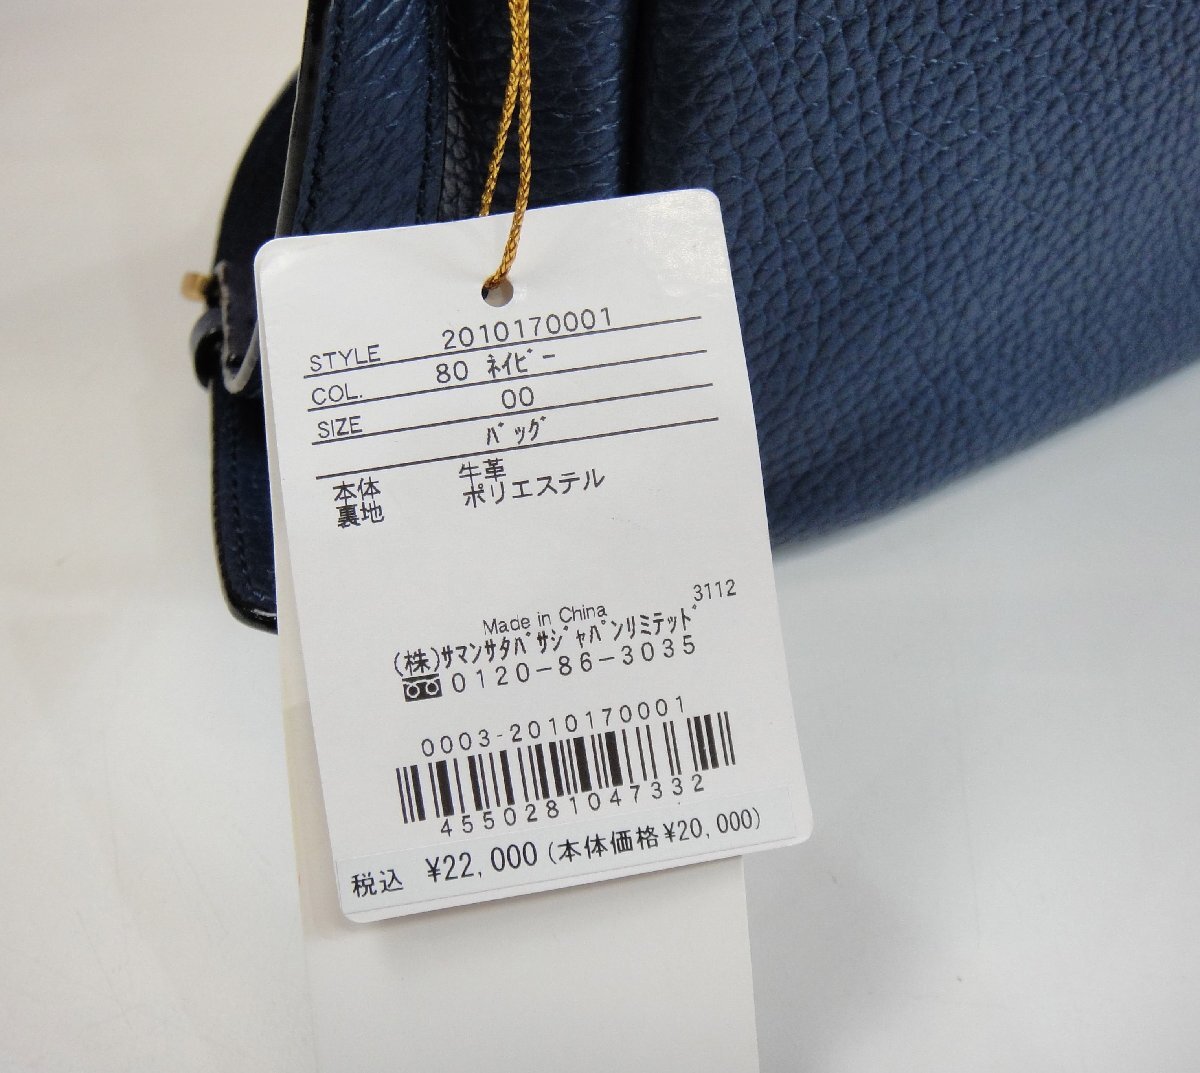 STYLE 2010170001
COL. 80 ﾈｲﾋﾞｰ
SIZE 00
ﾊﾞｯｸﾞ
本体 牛革
裏地 ポリエステル
3112
Made in China
(株)ｻﾏﾝｻﾀﾊﾞｻｼﾞｬﾊﾟﾝﾘﾐﾃｯﾄﾞ
0120-86-3035
0003-2010170001
4550281047332
税込 ¥22,000(本体価格¥20,000)